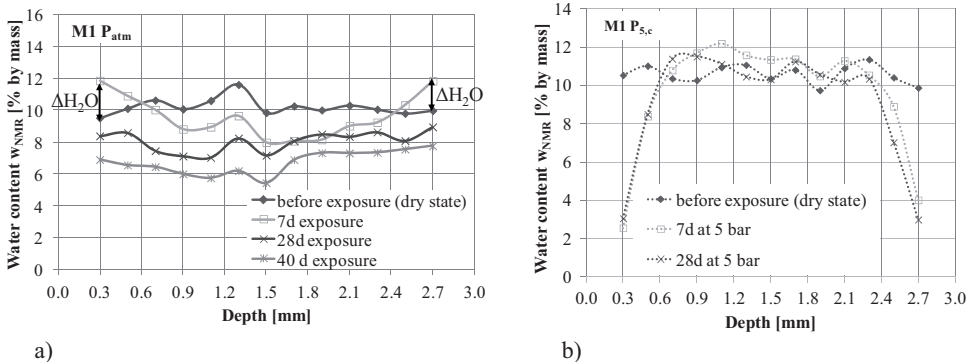 M1 P_atm
Water content w_NMR [% by mass]
16
14
12
10
8
6
4
2
0
ΔH₂O
ΔH₂O
before exposure (dry state)
7d exposure
28d exposure
40 d exposure
0.0 0.3 0.6 0.9 1.2 1.5 1.8 2.1 2.4 2.7 3.0
Depth [mm]
a)
M1 P_5,c
Water content w_NMR [% by mass]
14
12
10
8
6
4
2
0
before exposure (dry state)
7d at 5 bar
28d at 5 bar
0.0 0.3 0.6 0.9 1.2 1.5 1.8 2.1 2.4 2.7 3.0
Depth [mm]
b)